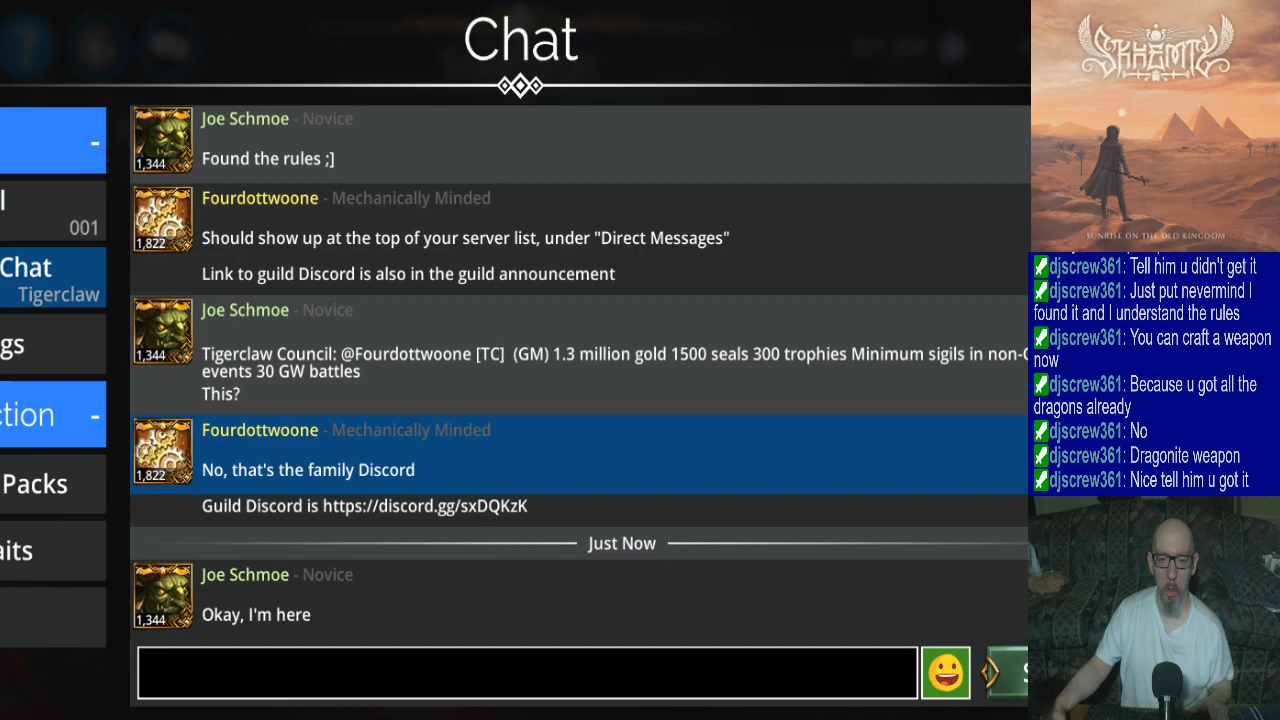 Chat
-
l
001
Chat
Tigerclaw
gs
ction -
Packs
aits
Joe Schmoe - Novice
1,344
Found the rules ;]
Fourdottwoone - Mechanically Minded
1,822
Should show up at the top of your server list, under "Direct Messages"
Link to guild Discord is also in the guild announcement
Joe Schmoe - Novice
1,344
Tigerclaw Council: @Fourdottwoone [TC] (GM) 1.3 million gold 1500 seals 300 trophies Minimum sigils in non-
events 30 GW battles
This?
Fourdottwoone - Mechanically Minded
1,822
No, that's the family Discord
Guild Discord is https://discord.gg/sxDQKzK
Just Now
Joe Schmoe - Novice
1,344
Okay, I'm here
SKHEMTY
SUNRISE ON THE OLD KINGDOM
djscrew361: Tell him u didn't get it
djscrew361: Just put nevermind I
found it and I understand the rules
djscrew361: You can craft a weapon
now
djscrew361: Because u got all the
dragons already
djscrew361: No
djscrew361: Dragonite weapon
djscrew361: Nice tell him u got it